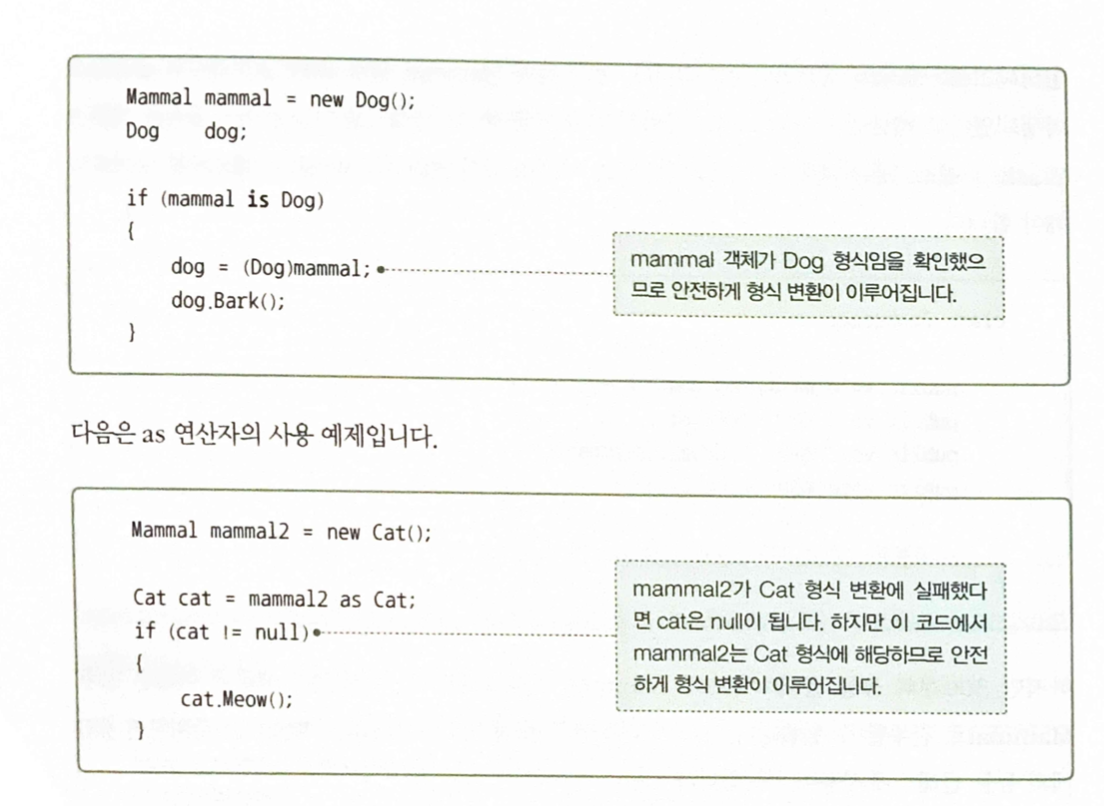 Mammal mammal = new Dog();
Dog    dog;
if (mammal is Dog)
{
dog = (Dog)mammal;
mammal 객체가 Dog 형식임을 확인했으
므로 안전하게 형식 변환이 이루어집니다.
dog.Bark();
}
다음은 as 연산자의 사용 예제입니다.
Mammal mammal2 = new Cat();
Cat cat = mammal2 as Cat;
if (cat != null)
mammal2가 Cat 형식 변환에 실패했다
면 cat은 null이 됩니다. 하지만 이 코드에서
mammal2는 Cat 형식에 해당하므로 안전
하게 형식 변환이 이루어집니다.
{
cat.Meow();
}